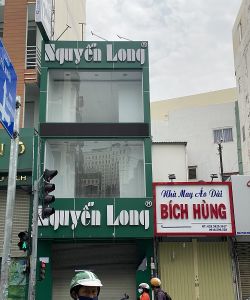 Nguyễn Long®
Nguyễn Long®
Nhà May Áo Dài
BÍCH HÙNG